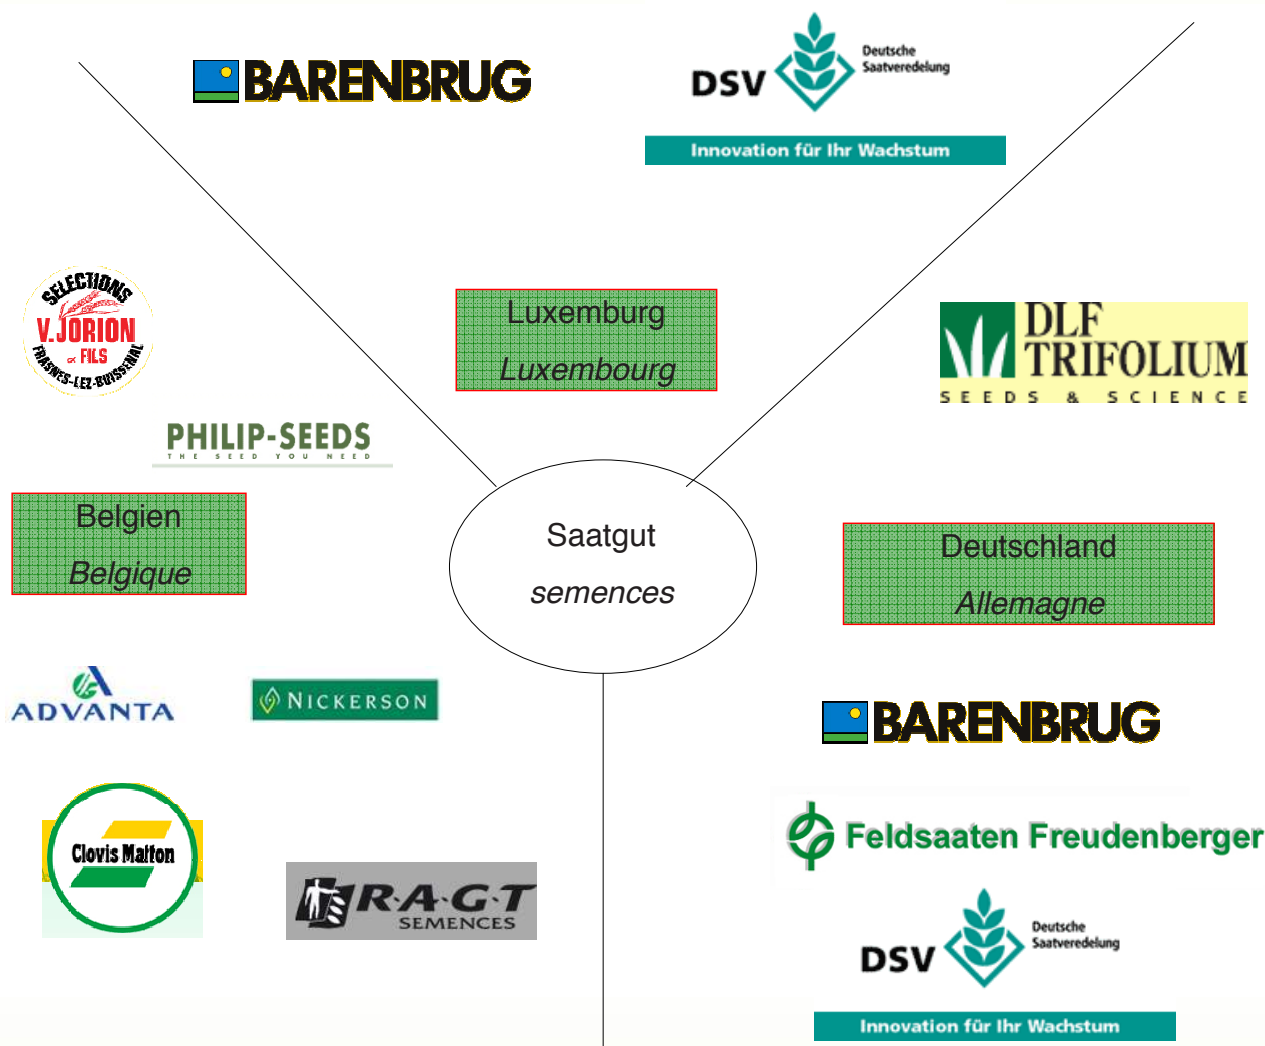 BARENBRUG
DSV
Deutsche
Saatveredelung
Innovation für Ihr Wachstum
SELECTIONS
V.JORION
& FILS
FRASNES-LEZ-BUISSENAL
PHILIP-SEEDS
THE SEED YOU NEED
Luxemburg
Luxembourg
DLF
TRIFOLIUM
SEEDS & SCIENCE
Belgien
Belgique
Saatgut
semences
Deutschland
Allemagne
ADVANTA
NICKERSON
Clovis Matton
R·A·G·T
SEMENCES
BARENBRUG
Feldsaaten Freudenberger
DSV
Deutsche
Saatveredelung
Innovation für Ihr Wachstum